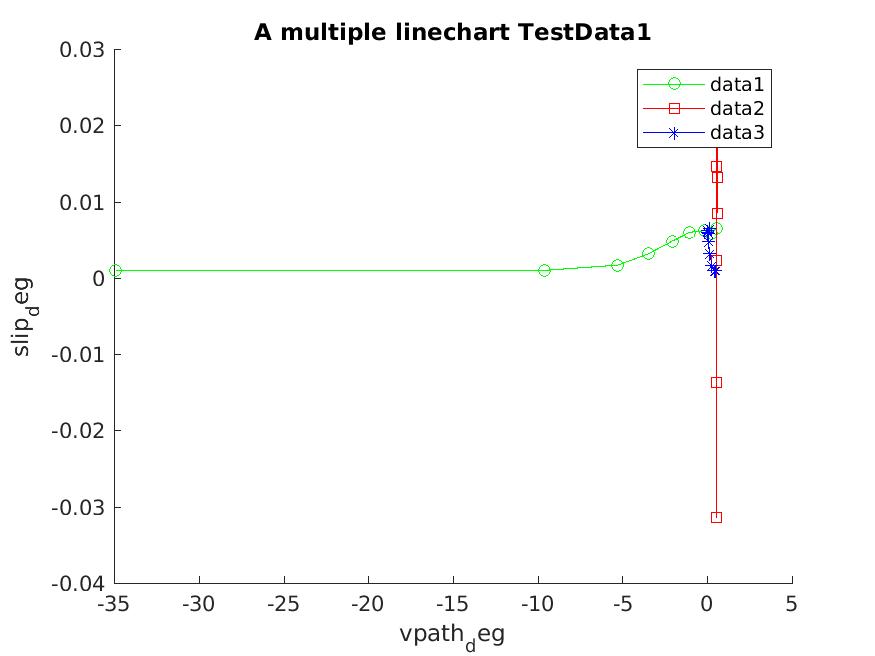 A multiple linechart TestData1
0.03
0.02
0.01
0
-0.01
-0.02
-0.03
-0.04
slip_deg
data1
data2
data3
-35
-30
-25
-20
-15
-10
-5
0
5
vpath_deg